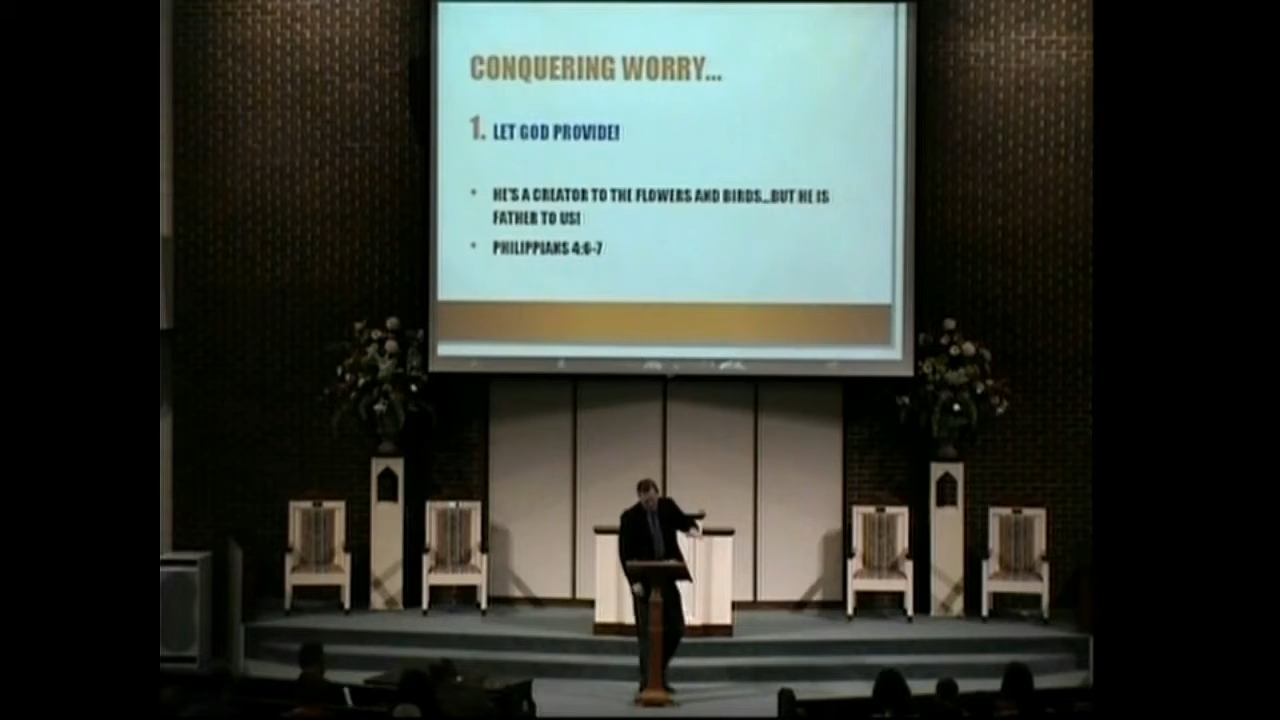 CONQUERING WORRY...
1. LET GOD PROVIDE!
• HE'S A CREATOR TO THE FLOWERS AND BIRDS...BUT HE IS
FATHER TO US!
• PHILIPPIANS 4:6-7